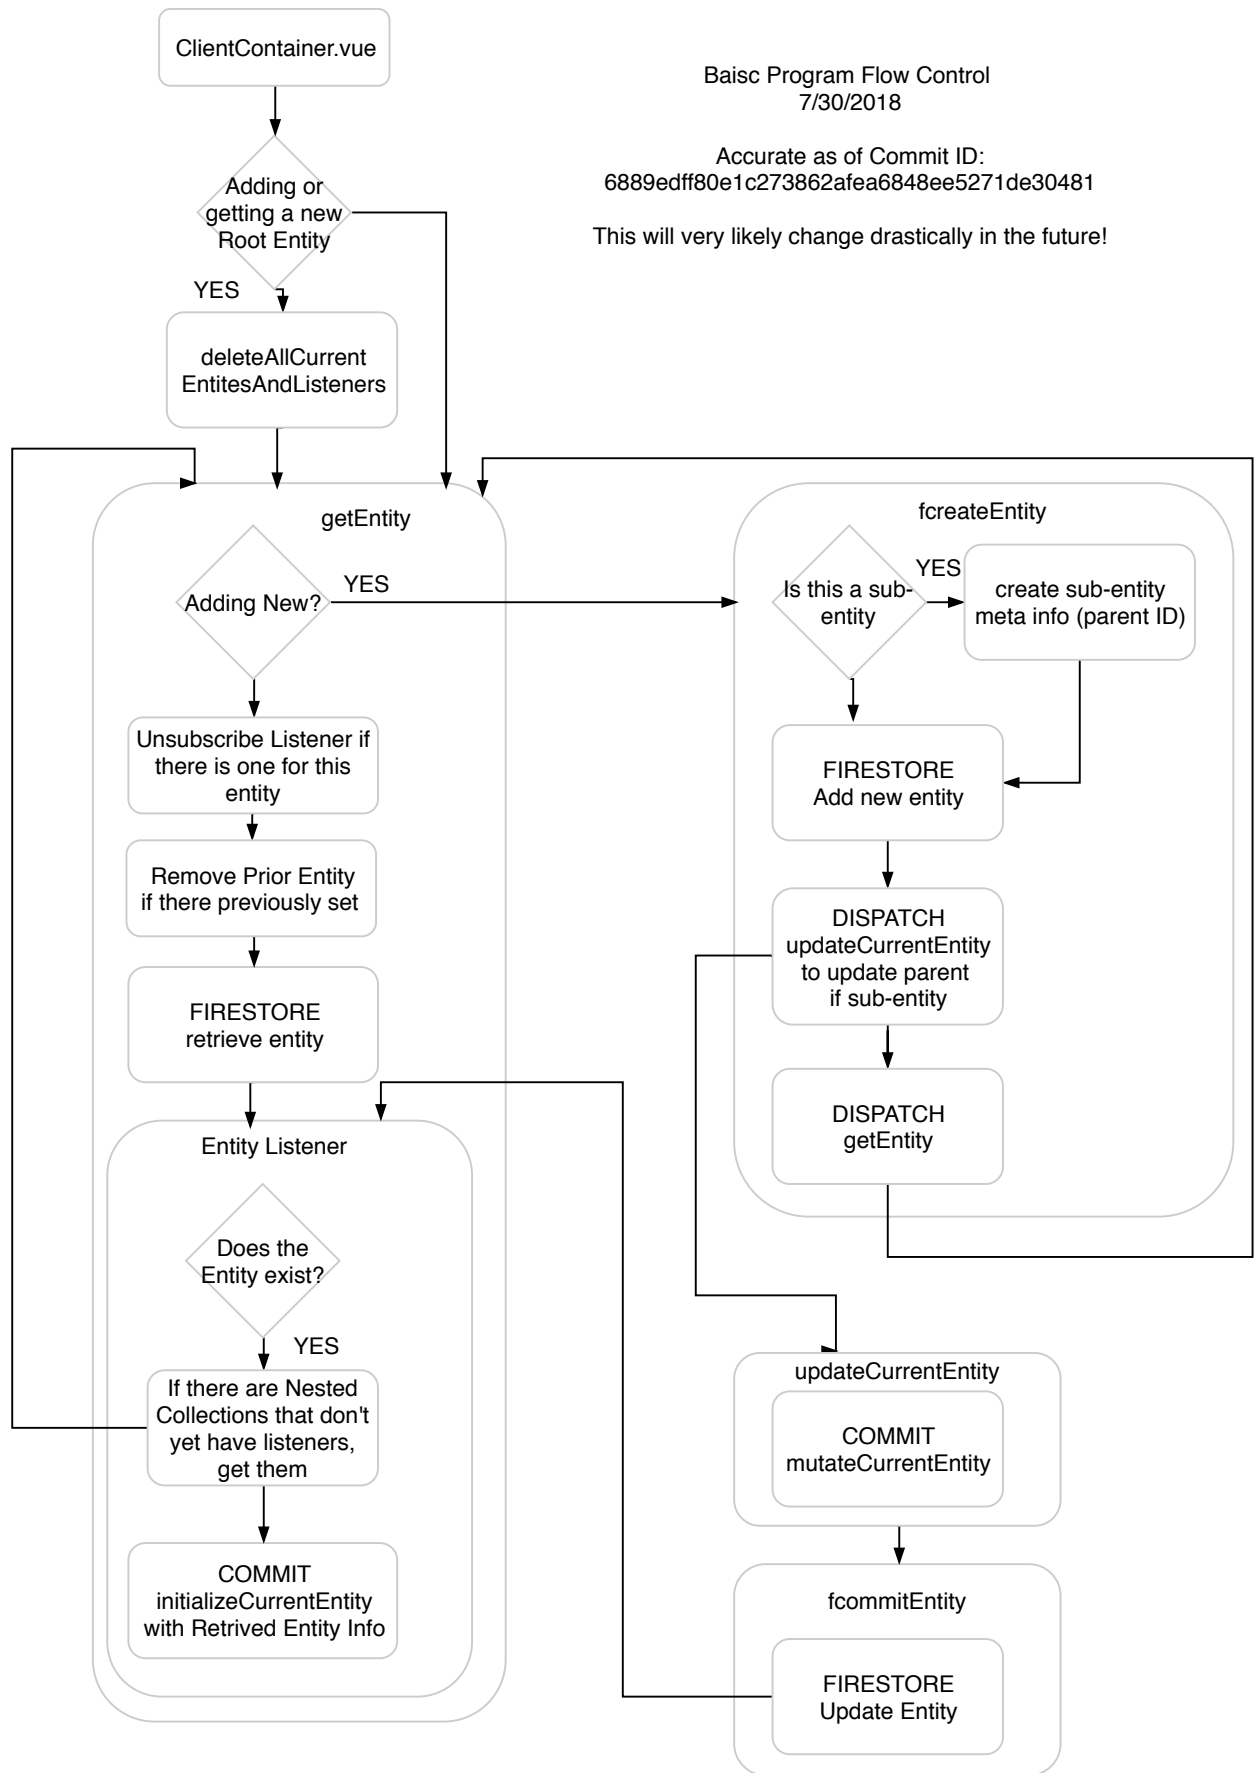 ClientContainer.vue
Baisc Program Flow Control
7/30/2018
Accurate as of Commit ID:
6889edff80e1c273862afea6848ee5271de30481
This will very likely change drastically in the future!
Adding or
getting a new
Root Entity
YES
deleteAllCurrent
EntitesAndListeners
getEntity
Adding New?
YES
Unsubscribe Listener if
there is one for this
entity
Remove Prior Entity
if there previously set
FIRESTORE
retrieve entity
Entity Listener
Does the
Entity exist?
YES
If there are Nested
Collections that don't
yet have listeners,
get them
COMMIT
initializeCurrentEntity
with Retrived Entity Info
fcreateEntity
Is this a sub-
entity
YES
create sub-entity
meta info (parent ID)
FIRESTORE
Add new entity
DISPATCH
updateCurrentEntity
to update parent
if sub-entity
DISPATCH
getEntity
updateCurrentEntity
COMMIT
mutateCurrentEntity
fcommitEntity
FIRESTORE
Update Entity